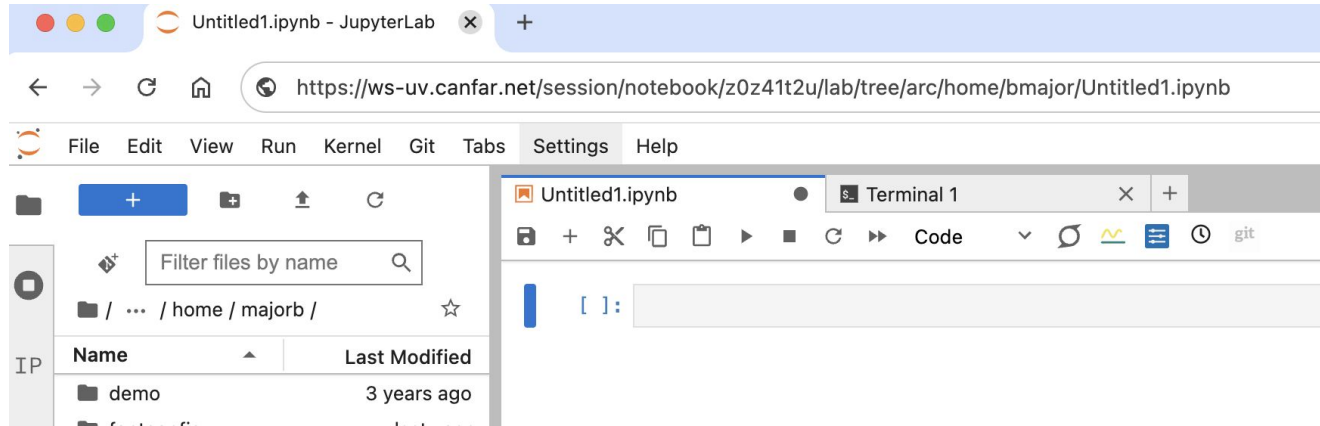 Untitled1.ipynb - JupyterLab
https://ws-uv.canfar.net/session/notebook/z0z41t2u/lab/tree/arc/home/bmajor/Untitled1.ipynb
File Edit View Run Kernel Git Tabs Settings Help
Untitled1.ipynb
Terminal 1
Code
git
Filter files by name
/ ··· / home / majorb /
[ ]:
IP
Name
Last Modified
demo
3 years ago